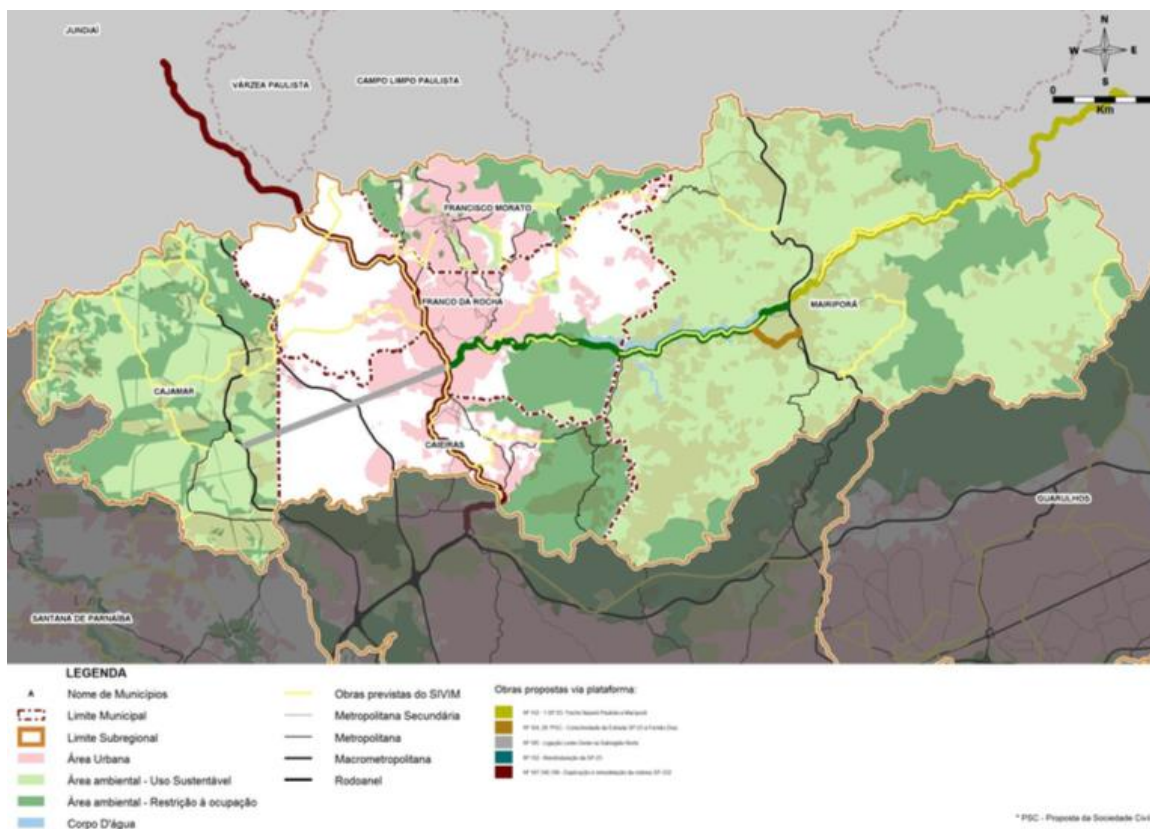 JUNDIAÍ
VÁRZEA PAULISTA
CAMPO LIMPO PAULISTA
N
W E
S
0
Km
FRANCISCO MORATO
FRANCO DA ROCHA
MAIRIPORÃ
CAJAMAR
CAIEIRAS
GUARULHOS
SANTANA DE PARNAÍBA
LEGENDA
A Nome de Municípios
Limite Municipal
Limite Subregional
Área Urbana
Área ambiental - Uso Sustentável
Área ambiental - Restrição à ocupação
Corpo D'água
Obras previstas do SIVIM
Metropolitana Secundária
Metropolitana
Macrometropolitana
Rodoanel
Obras propostas via plataforma:
* PSC - Proposta da Sociedade Civil